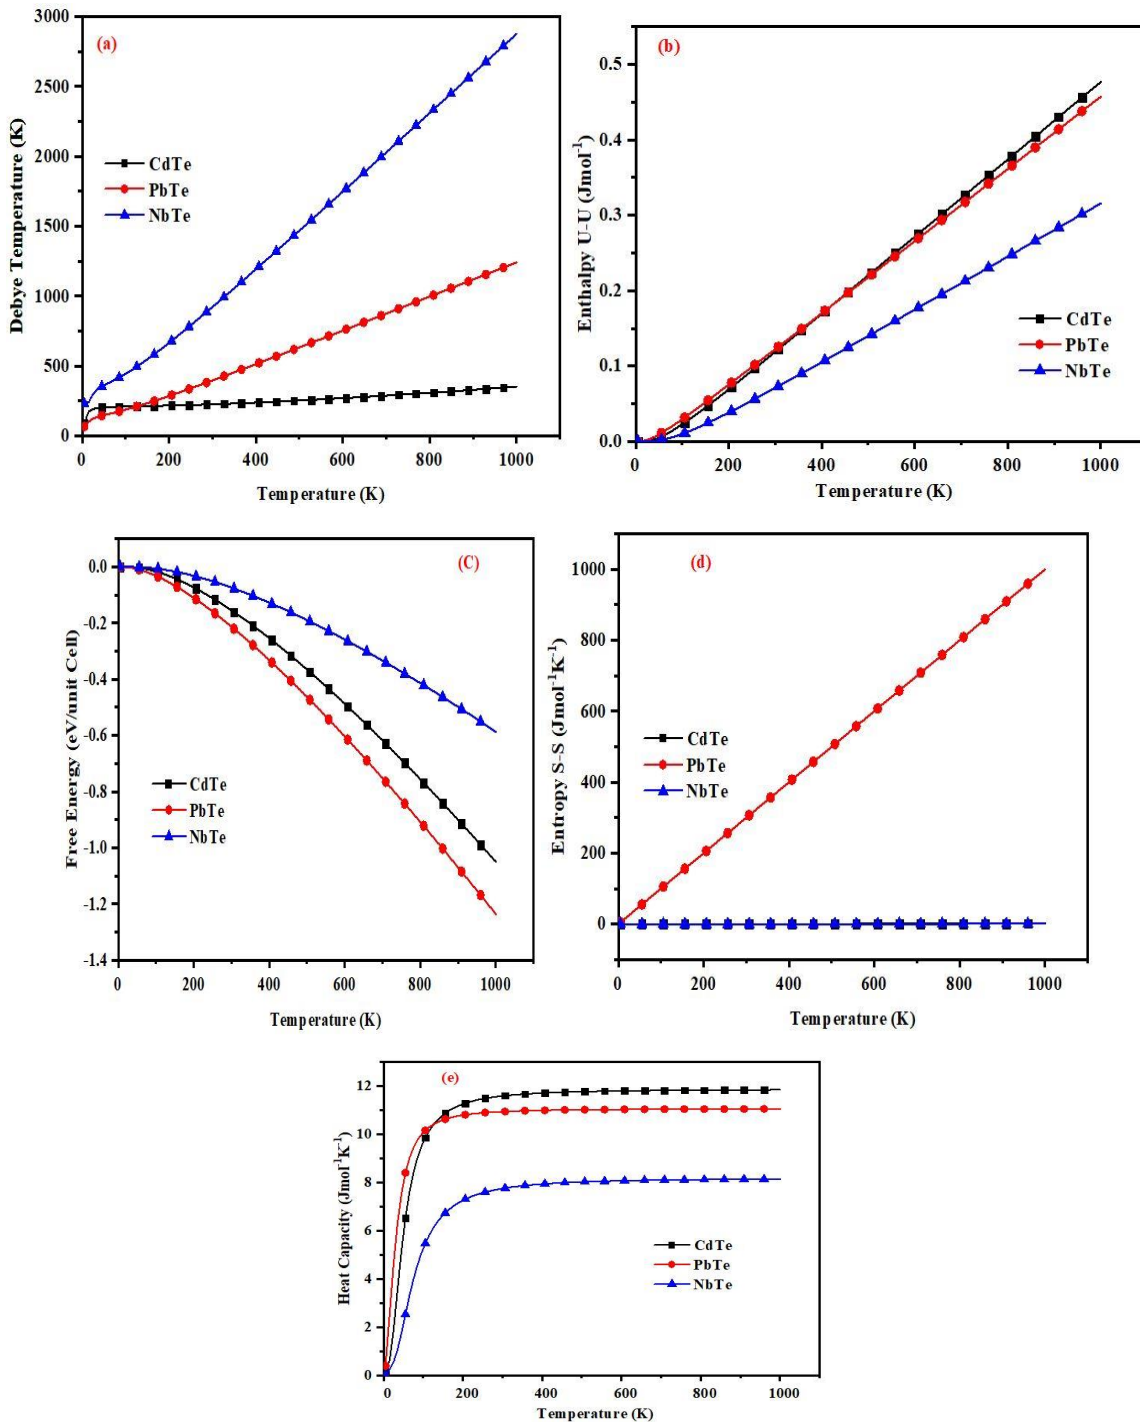 (a)
3000
2500
2000
1500
1000
500
0
Debye Temperature (K)
CdTe
PbTe
NbTe
0 200 400 600 800 1000
Temperature (K)
(b)
0.5
0.4
0.3
0.2
0.1
0.0
Enthalpy U-U (Jmol⁻¹)
CdTe
PbTe
NbTe
0 200 400 600 800 1000
Temperature (K)
(C)
0.0
-0.2
-0.4
-0.6
-0.8
-1.0
-1.2
-1.4
Free Energy (eV/unit Cell)
CdTe
PbTe
NbTe
0 200 400 600 800 1000
Temperature (K)
(d)
1000
800
600
400
200
0
Entropy S-S (Jmol⁻¹K⁻¹)
CdTe
PbTe
NbTe
0 200 400 600 800 1000
Temperature (K)
(e)
12
10
8
6
4
2
0
Heat Capacity (Jmol⁻¹K⁻¹)
CdTe
PbTe
NbTe
0 200 400 600 800 1000
Temperature (K)